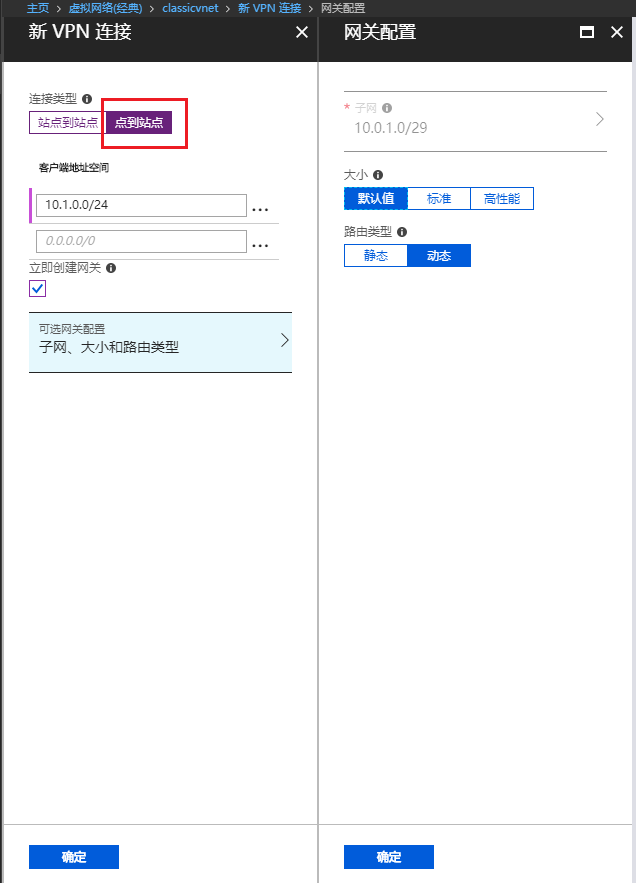 主页 > 虚拟网络(经典) > classicvnet > 新 VPN 连接 > 网关配置
新 VPN 连接
连接类型
站点到站点 点到站点
客户端地址空间
10.1.0.0/24 ...
0.0.0.0/0 ...
立即创建网关
可选网关配置
子网、大小和路由类型
确定
网关配置
* 子网
10.0.1.0/29
大小
默认值 标准 高性能
路由类型
静态 动态
确定